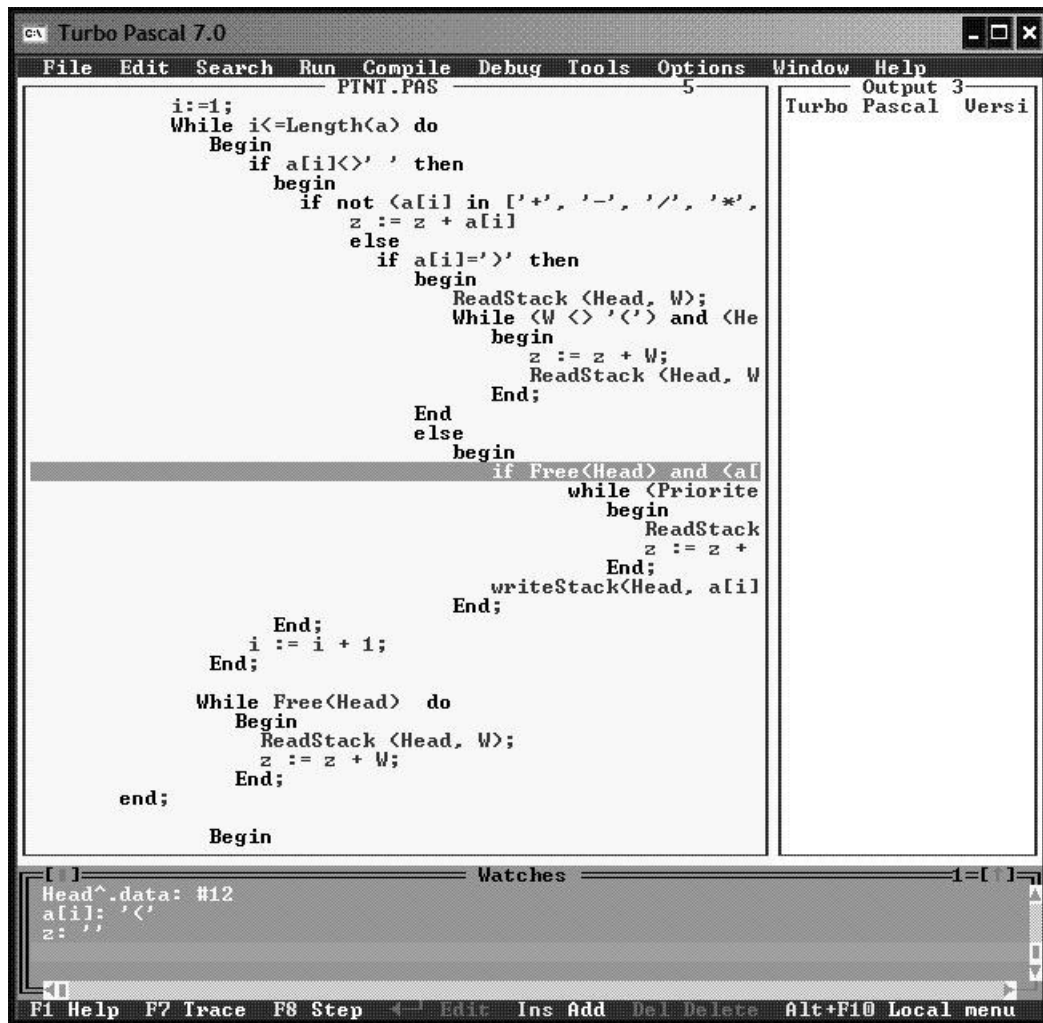 Turbo Pascal 7.0
File Edit Search Run Compile Debug Tools Options Window Help
PTNT.PAS 5
Output 3
i:=1;
Turbo Pascal Versi
While i<=Length(a) do
Begin
if a[i]<>' ' then
begin
if not (a[i] in ['+', '-', '/', '*',
z := z + a[i]
else
if a[i]=')' then
begin
ReadStack (Head, W);
While (W <> '(') and (He
begin
z := z + W;
ReadStack (Head, W
End;
End
else
begin
if Free(Head) and (a[
while (Priorite
begin
ReadStack
z := z +
End;
writeStack(Head, a[i]
End;
End;
i := i + 1;
End;
While Free(Head) do
Begin
ReadStack (Head, W);
z := z + W;
End;
end;
Begin
Watches
1=[↑]
Head^.data: #12
a[i]: '('
z: ''
F1 Help F7 Trace F8 Step ←┘ Edit Ins Add Del Delete Alt+F10 Local menu